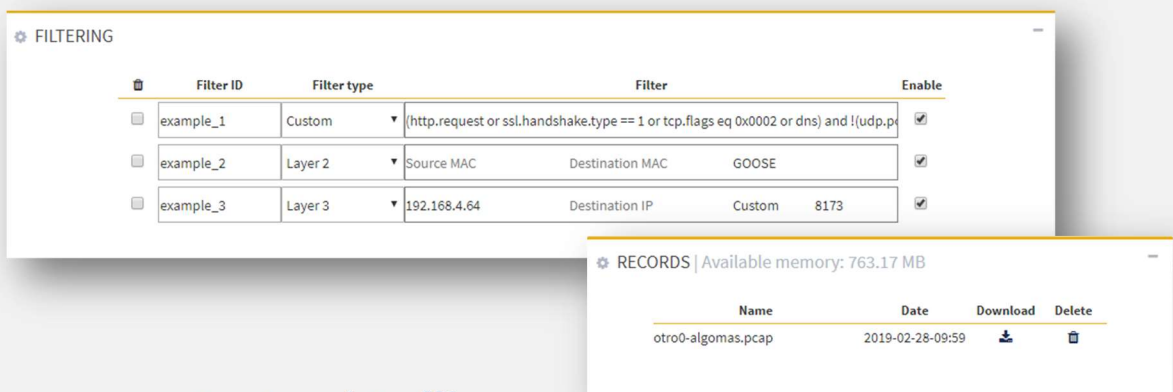 FILTERING
Filter ID Filter type Filter Enable
example_1 Custom (http.request or ssl.handshake.type == 1 or tcp.flags eq 0x0002 or dns) and !(udp.po
example_2 Layer 2 Source MAC Destination MAC GOOSE
example_3 Layer 3 192.168.4.64 Destination IP Custom 8173
RECORDS | Available memory: 763.17 MB
Name Date Download Delete
otro0-algomas.pcap 2019-02-28-09:59